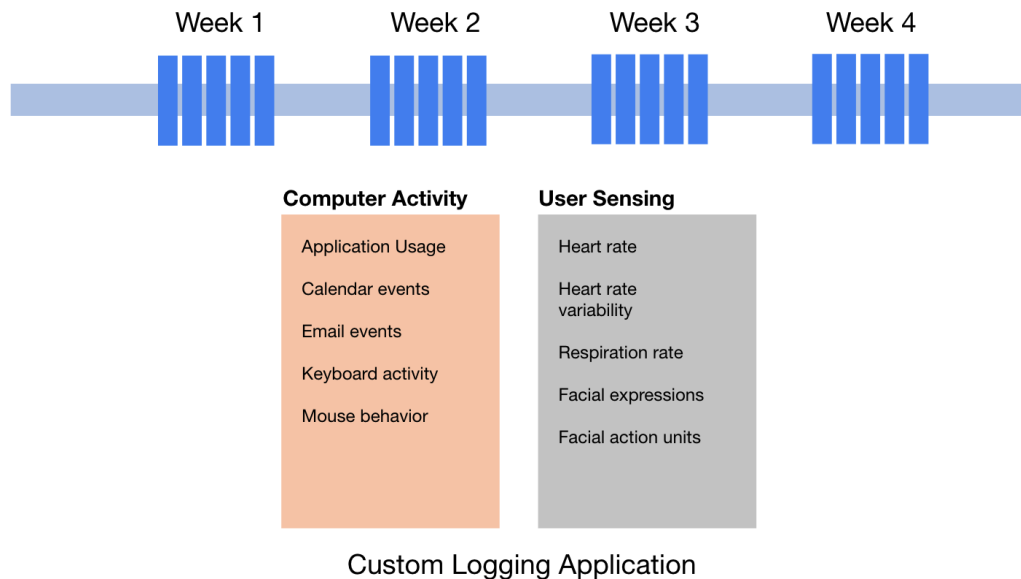 Week 1
Week 2
Week 3
Week 4
Computer Activity
Application Usage
Calendar events
Email events
Keyboard activity
Mouse behavior
User Sensing
Heart rate
Heart rate
variability
Respiration rate
Facial expressions
Facial action units
Custom Logging Application